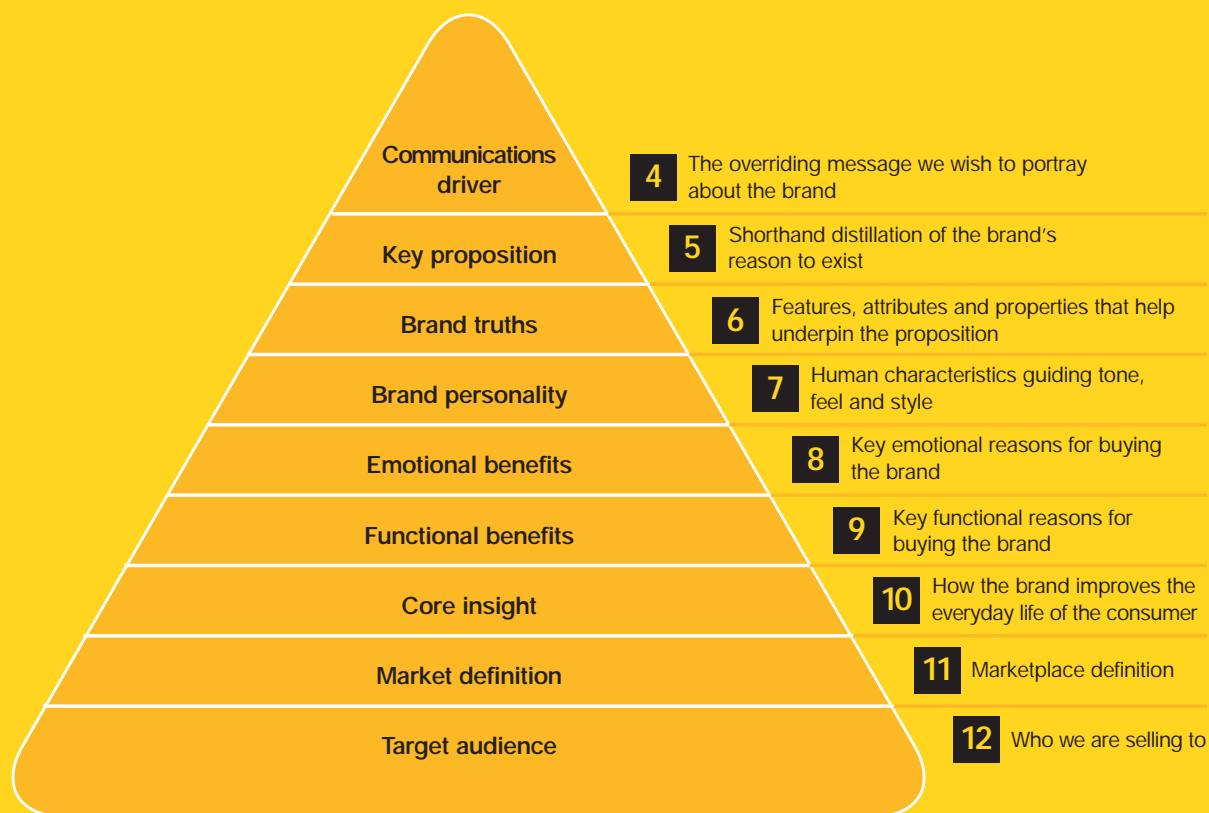 Communications
driver
4
The overriding message we wish to portray
about the brand
Key proposition
5
Shorthand distillation of the brand's
reason to exist
Brand truths
6
Features, attributes and properties that help
underpin the proposition
Brand personality
7
Human characteristics guiding tone,
feel and style
Emotional benefits
8
Key emotional reasons for buying
the brand
Functional benefits
9
Key functional reasons for
buying the brand
Core insight
10
How the brand improves the
everyday life of the consumer
Market definition
11
Marketplace definition
Target audience
12
Who we are selling to